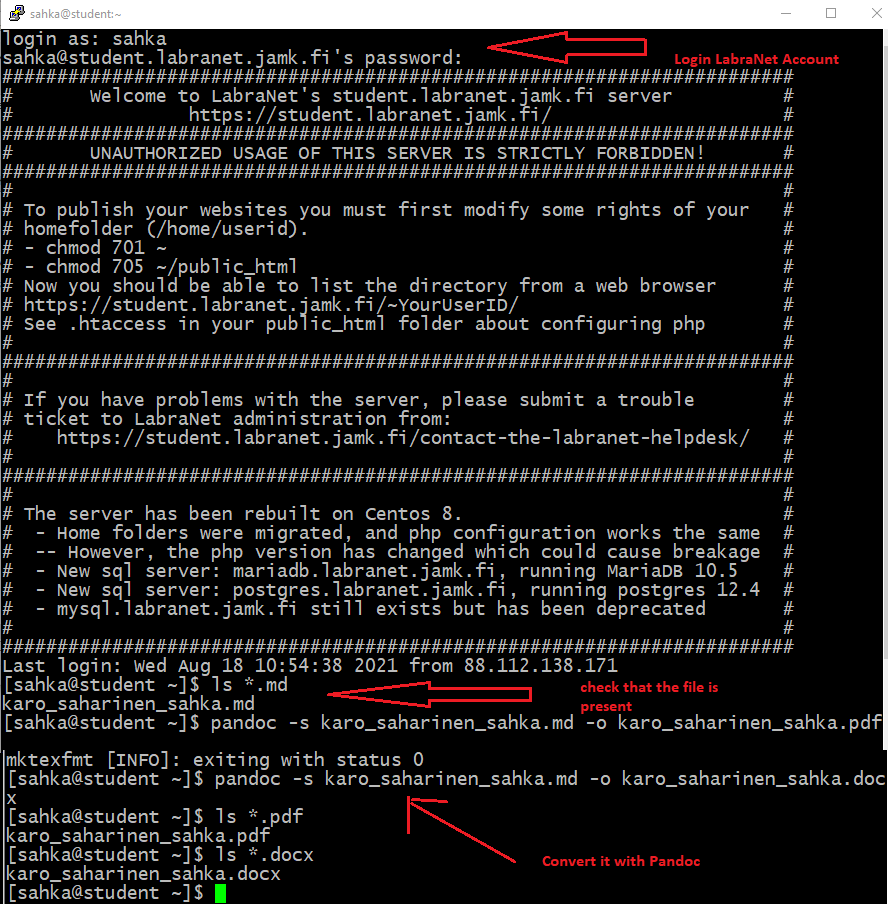 sahka@student:~
login as: sahka
sahka@student.labranet.jamk.fi's password:
Login LabraNet Account
########################################################################
#       Welcome to LabraNet's student.labranet.jamk.fi server          #
#                https://student.labranet.jamk.fi/                     #
########################################################################
#       UNAUTHORIZED USAGE OF THIS SERVER IS STRICTLY FORBIDDEN!       #
########################################################################
#                                                                      #
# To publish your websites you must first modify some rights of your   #
# homefolder (/home/userid).                                           #
# - chmod 701 ~                                                        #
# - chmod 705 ~/public_html                                            #
# Now you should be able to list the directory from a web browser      #
# https://student.labranet.jamk.fi/~YourUserID/                        #
# See .htaccess in your public_html folder about configuring php       #
#                                                                      #
########################################################################
#                                                                      #
# If you have problems with the server, please submit a trouble        #
# ticket to LabraNet administration from:                              #
#    https://student.labranet.jamk.fi/contact-the-labranet-helpdesk/   #
#                                                                      #
########################################################################
#                                                                      #
# The server has been rebuilt on Centos 8.                             #
#  - Home folders were migrated, and php configuration works the same  #
#  -- However, the php version has changed which could cause breakage  #
#  - New sql server: mariadb.labranet.jamk.fi, running MariaDB 10.5    #
#  - New sql server: postgres.labranet.jamk.fi, running postgres 12.4  #
#  - mysql.labranet.jamk.fi still exists but has been deprecated       #
#                                                                      #
########################################################################
Last login: Wed Aug 18 10:54:38 2021 from 88.112.138.171
[sahka@student ~]$ ls *.md
check that the file is
present
karo_saharinen_sahka.md
[sahka@student ~]$ pandoc -s karo_saharinen_sahka.md -o karo_saharinen_sahka.pdf
mktexfmt [INFO]: exiting with status 0
[sahka@student ~]$ pandoc -s karo_saharinen_sahka.md -o karo_saharinen_sahka.doc
x
[sahka@student ~]$ ls *.pdf
karo_saharinen_sahka.pdf
[sahka@student ~]$ ls *.docx
Convert it with Pandoc
karo_saharinen_sahka.docx
[sahka@student ~]$